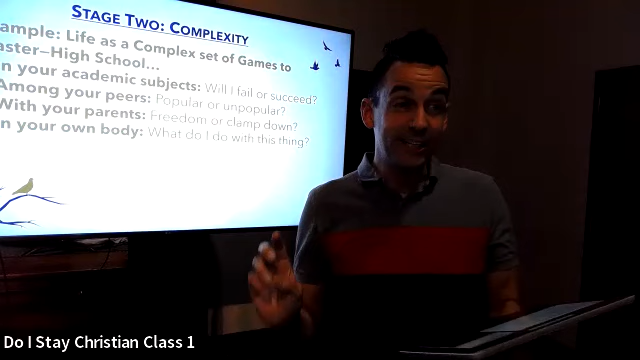 STAGE TWO: COMPLEXITY
ample: Life as a Complex set of Games to
aster—High School...
n your academic subjects: Will I fail or succeed?
Among your peers: Popular or unpopular?
With your parents: Freedom or clamp down?
n your own body: What do I do with this thing?
Do I Stay Christian Class 1